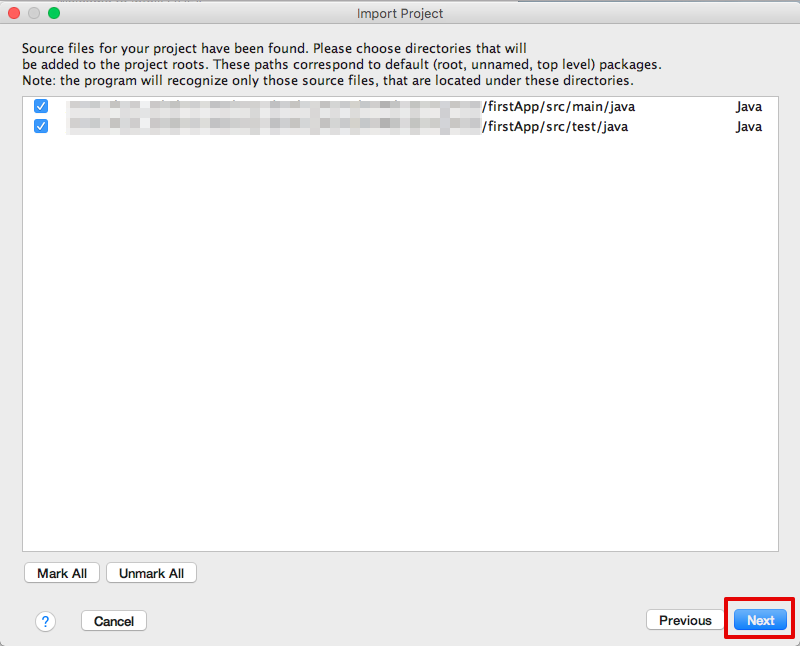 Import Project
Source files for your project have been found. Please choose directories that will
be added to the project roots. These paths correspond to default (root, unnamed, top level) packages.
Note: the program will recognize only those source files, that are located under these directories.
/firstApp/src/main/java Java
/firstApp/src/test/java Java
Mark All Unmark All
? Cancel Previous Next